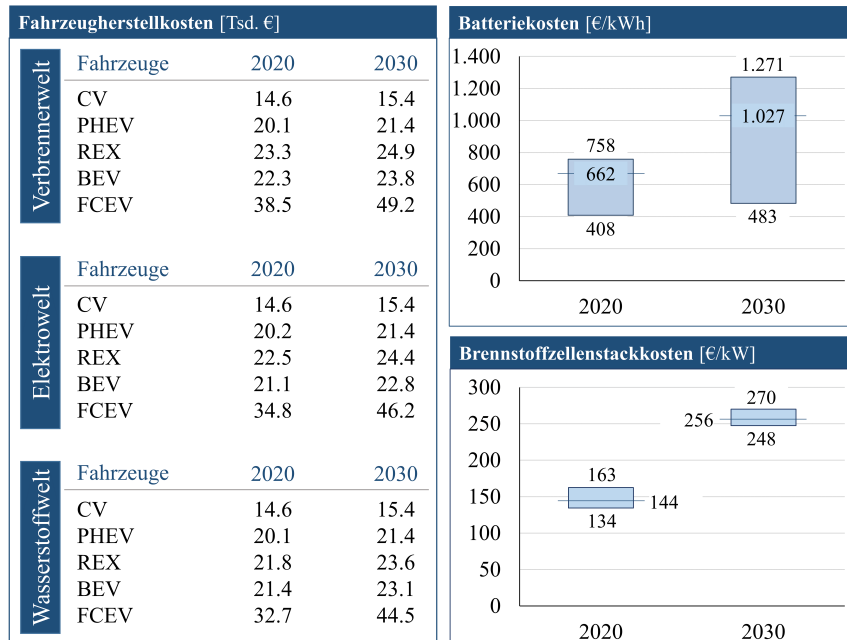 Fahrzeugherstellkosten [Tsd. €]
Verbrennerwelt
Fahrzeuge 2020 2030
CV 14.6 15.4
PHEV 20.1 21.4
REX 23.3 24.9
BEV 22.3 23.8
FCEV 38.5 49.2
Elektrowelt
Fahrzeuge 2020 2030
CV 14.6 15.4
PHEV 20.2 21.4
REX 22.5 24.4
BEV 21.1 22.8
FCEV 34.8 46.2
Wasserstoffwelt
Fahrzeuge 2020 2030
CV 14.6 15.4
PHEV 20.1 21.4
REX 21.8 23.6
BEV 21.4 23.1
FCEV 32.7 44.5
Batteriekosten [€/kWh]
1.400
1.200
1.000
800
600
400
200
0
758
662
408
1.271
1.027
483
2020 2030
Brennstoffzellenstackkosten [€/kW]
300
250
200
150
100
50
0
163
144
134
270
256
248
2020 2030